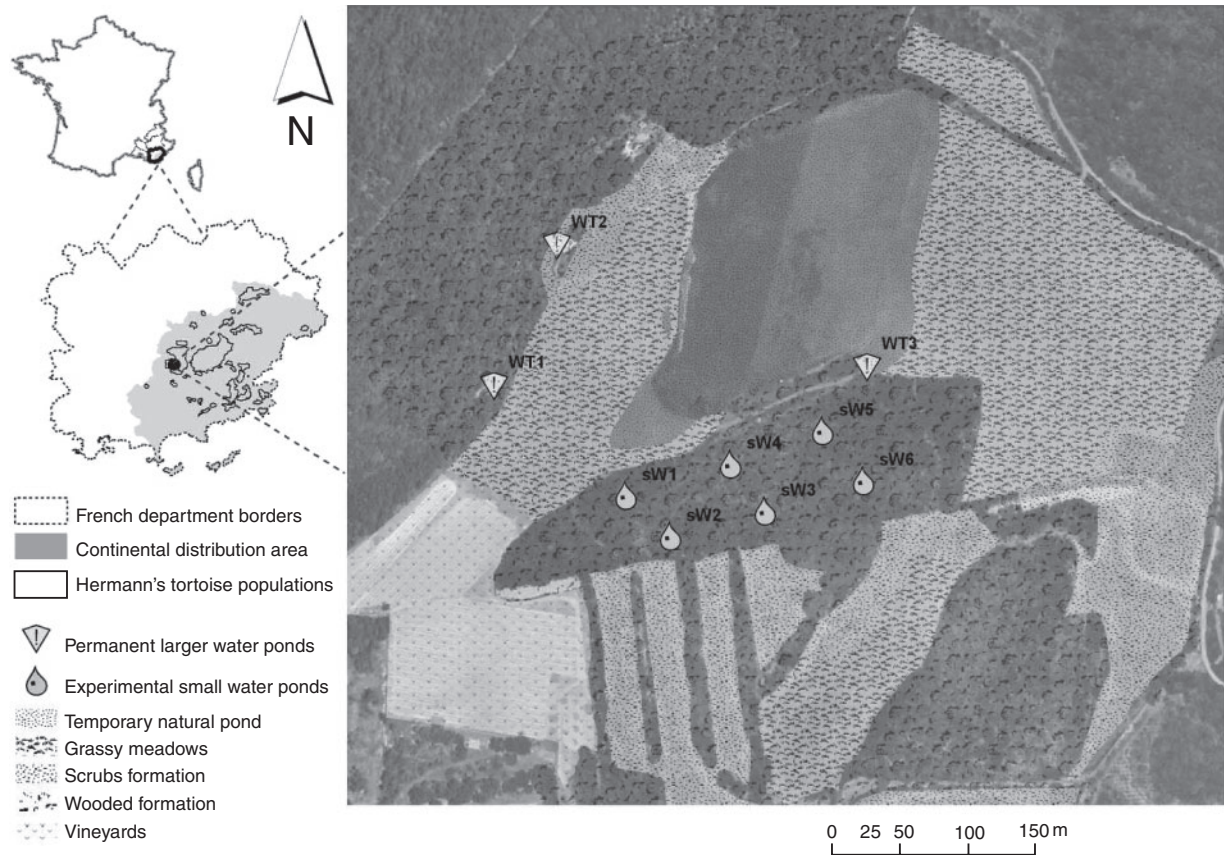 N
WT2
WT1
WT3
sW5
sW4
sW1
sW6
sW3
sW2
French department borders
Continental distribution area
Hermann's tortoise populations
! Permanent larger water ponds
Experimental small water ponds
Temporary natural pond
Grassy meadows
Scrubs formation
Wooded formation
Vineyards
0 25 50 100 150 m